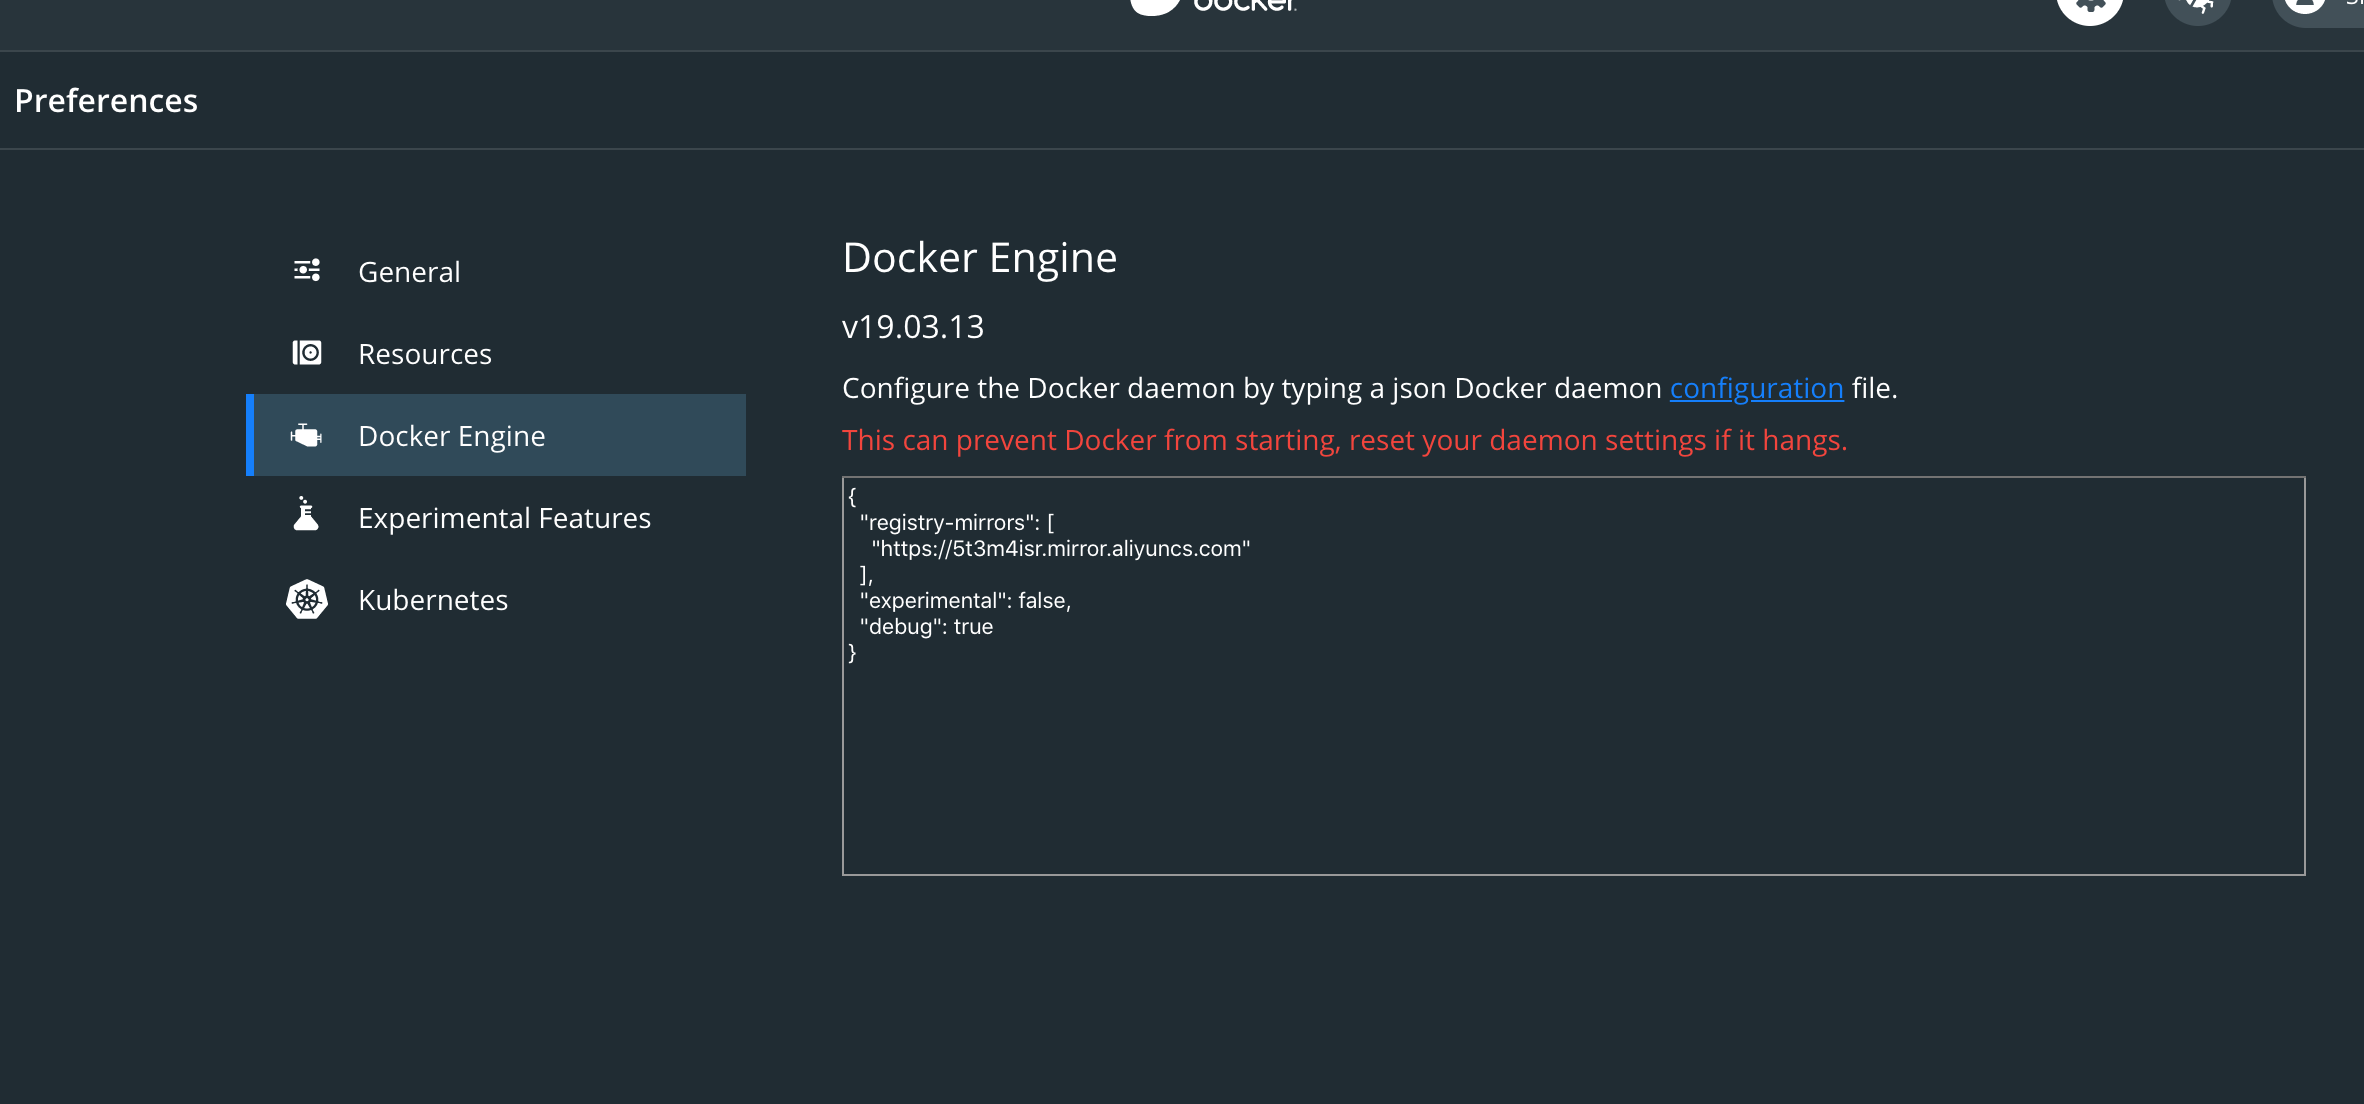 docker
Preferences
General
Resources
Docker Engine
Experimental Features
Kubernetes
Docker Engine
v19.03.13
Configure the Docker daemon by typing a json Docker daemon configuration file.
This can prevent Docker from starting, reset your daemon settings if it hangs.
{
"registry-mirrors": [
"https://5t3m4isr.mirror.aliyuncs.com"
],
"experimental": false,
"debug": true
}